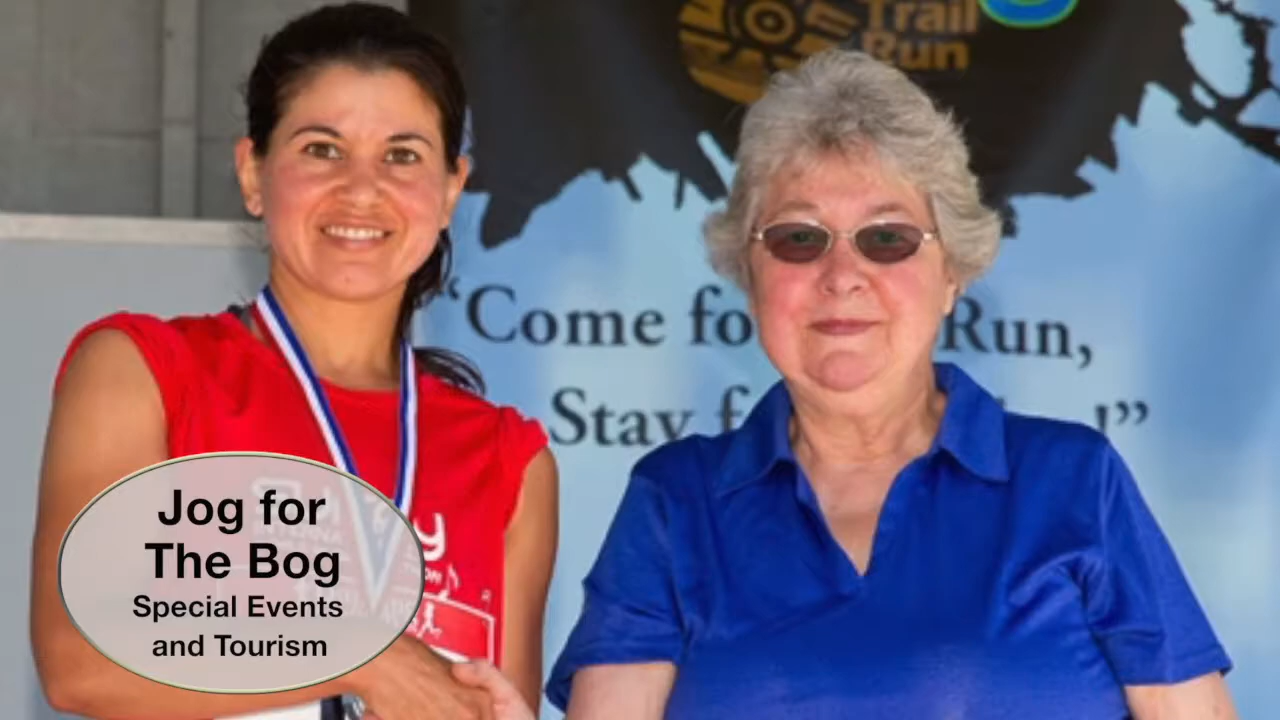 Trail
Run
“Come fo Run,
Stay f !”
Jog for
The Bog
Special Events
and Tourism